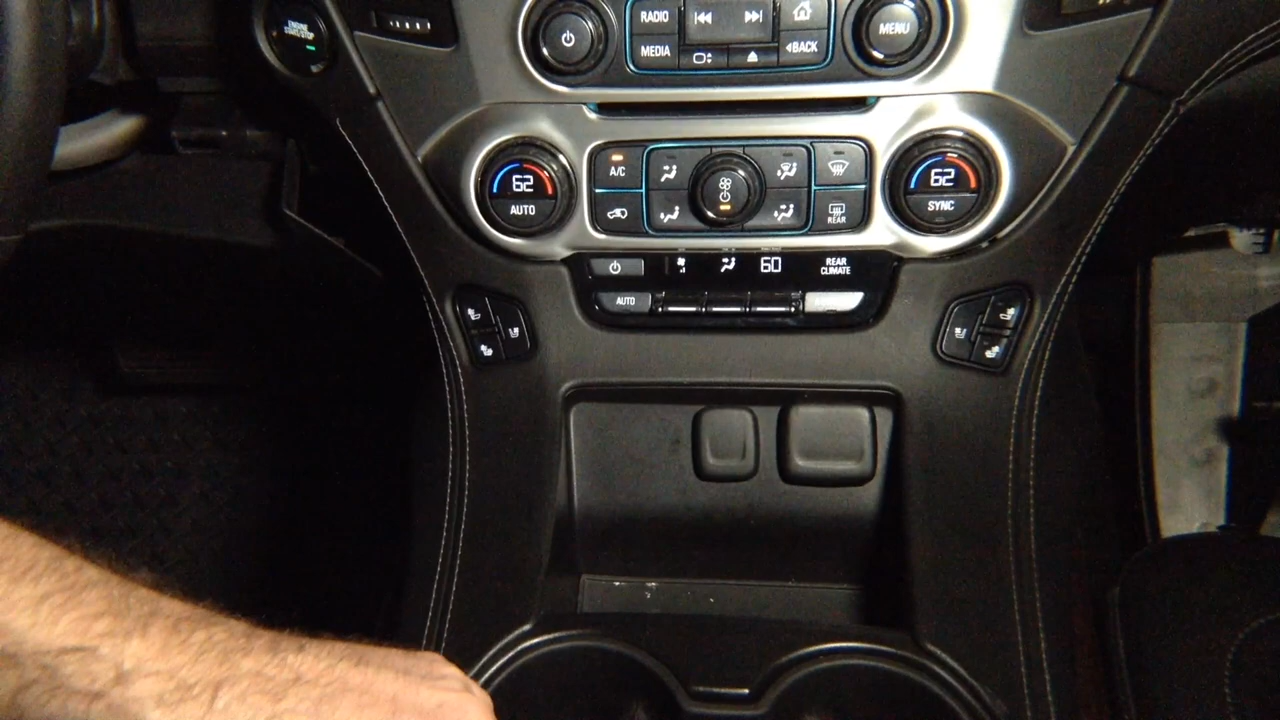 ENGINE
START/STOP
RADIO
MEDIA
BACK
MENU
62
AUTO
A/C
REAR
62
SYNC
60
REAR
CLIMATE
AUTO